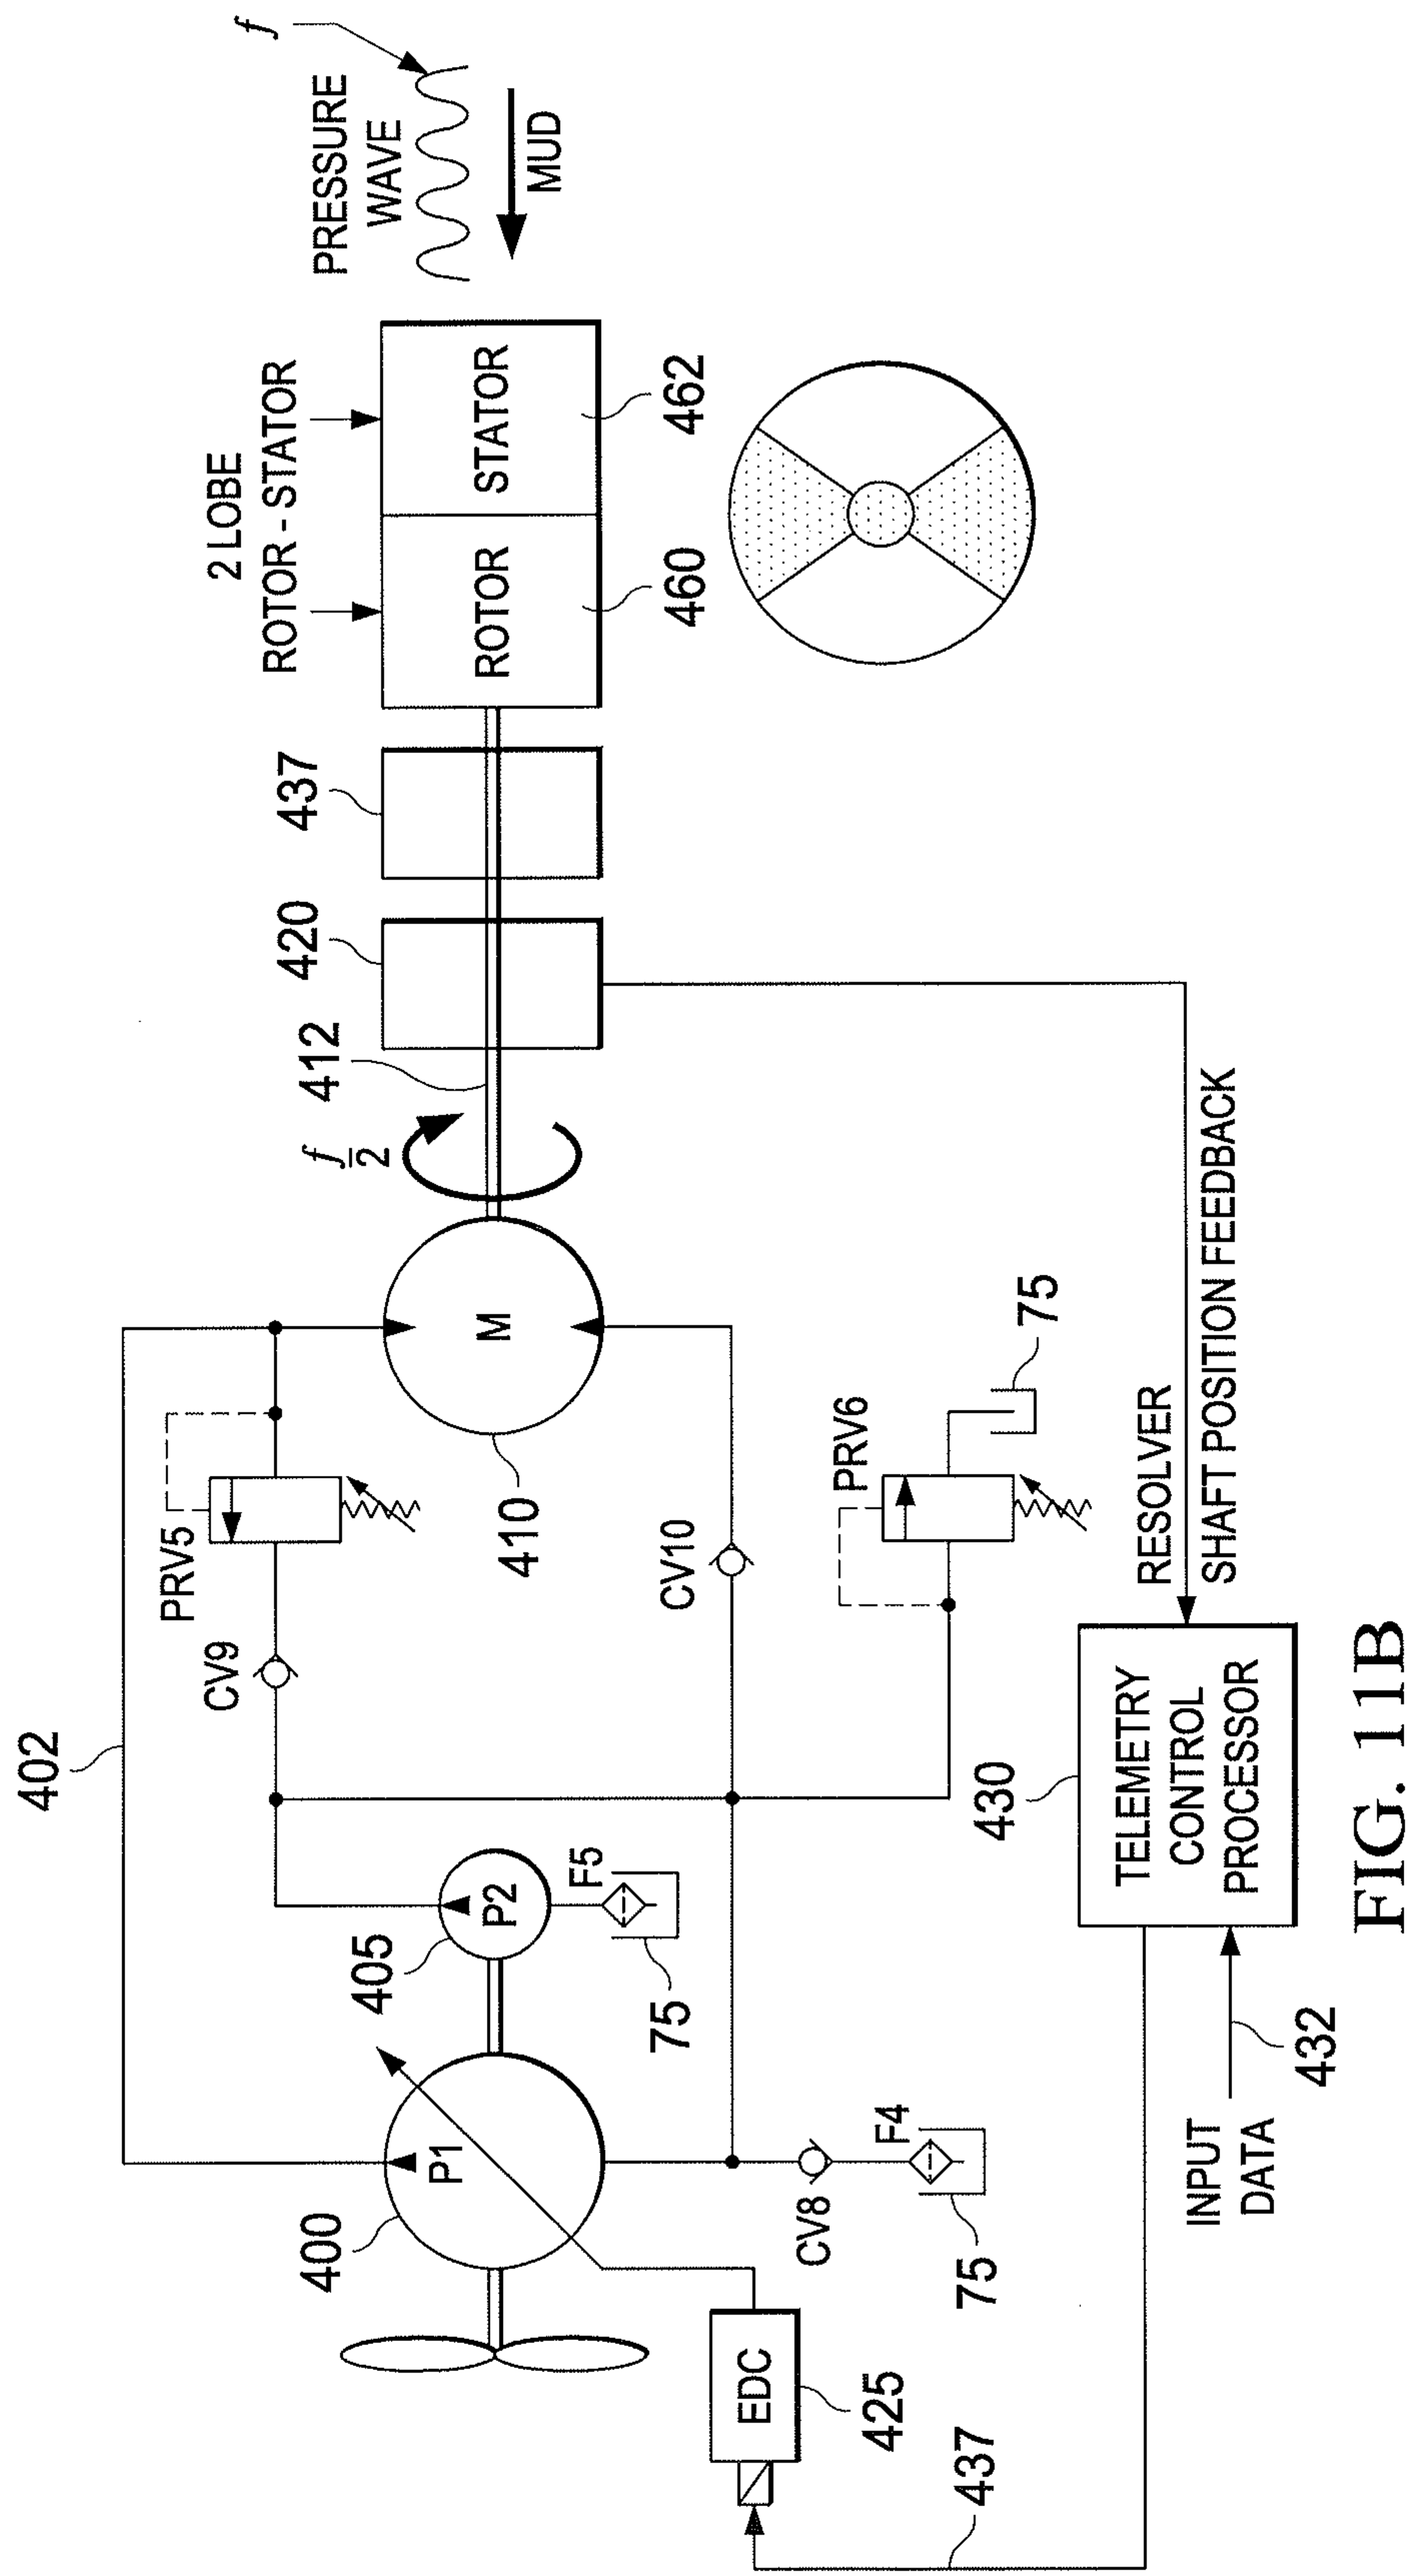 402
PRV5
CV9
400
P1
405
P2
F5
75
410
M
CV10
PRV6
75
f/2
412
420
437
2 LOBE
ROTOR - STATOR
ROTOR
STATOR
460
462
PRESSURE
WAVE
f
MUD
EDC
425
437
CV8
F4
75
430
TELEMETRY
CONTROL
PROCESSOR
RESOLVER
SHAFT POSITION FEEDBACK
INPUT
DATA
432
FIG. 11B